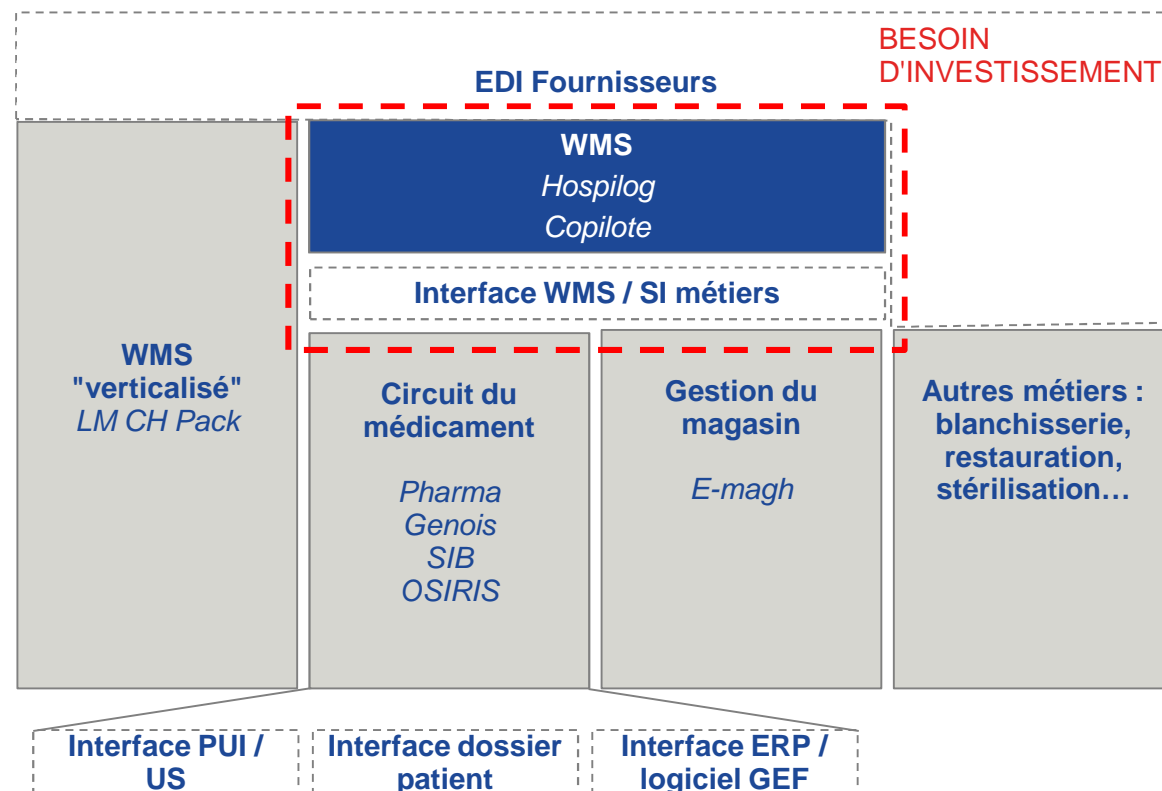 BESOIN
D'INVESTISSEMENT
EDI Fournisseurs
WMS
Hospilog
Copilote
Interface WMS / SI métiers
WMS
"verticalisé"
LM CH Pack
Circuit du
médicament
Pharma
Genois
SIB
OSIRIS
Gestion du
magasin
E-magh
Autres métiers :
blanchisserie,
restauration,
stérilisation…
Interface PUI /
US
Interface dossier
patient
Interface ERP /
logiciel GEF